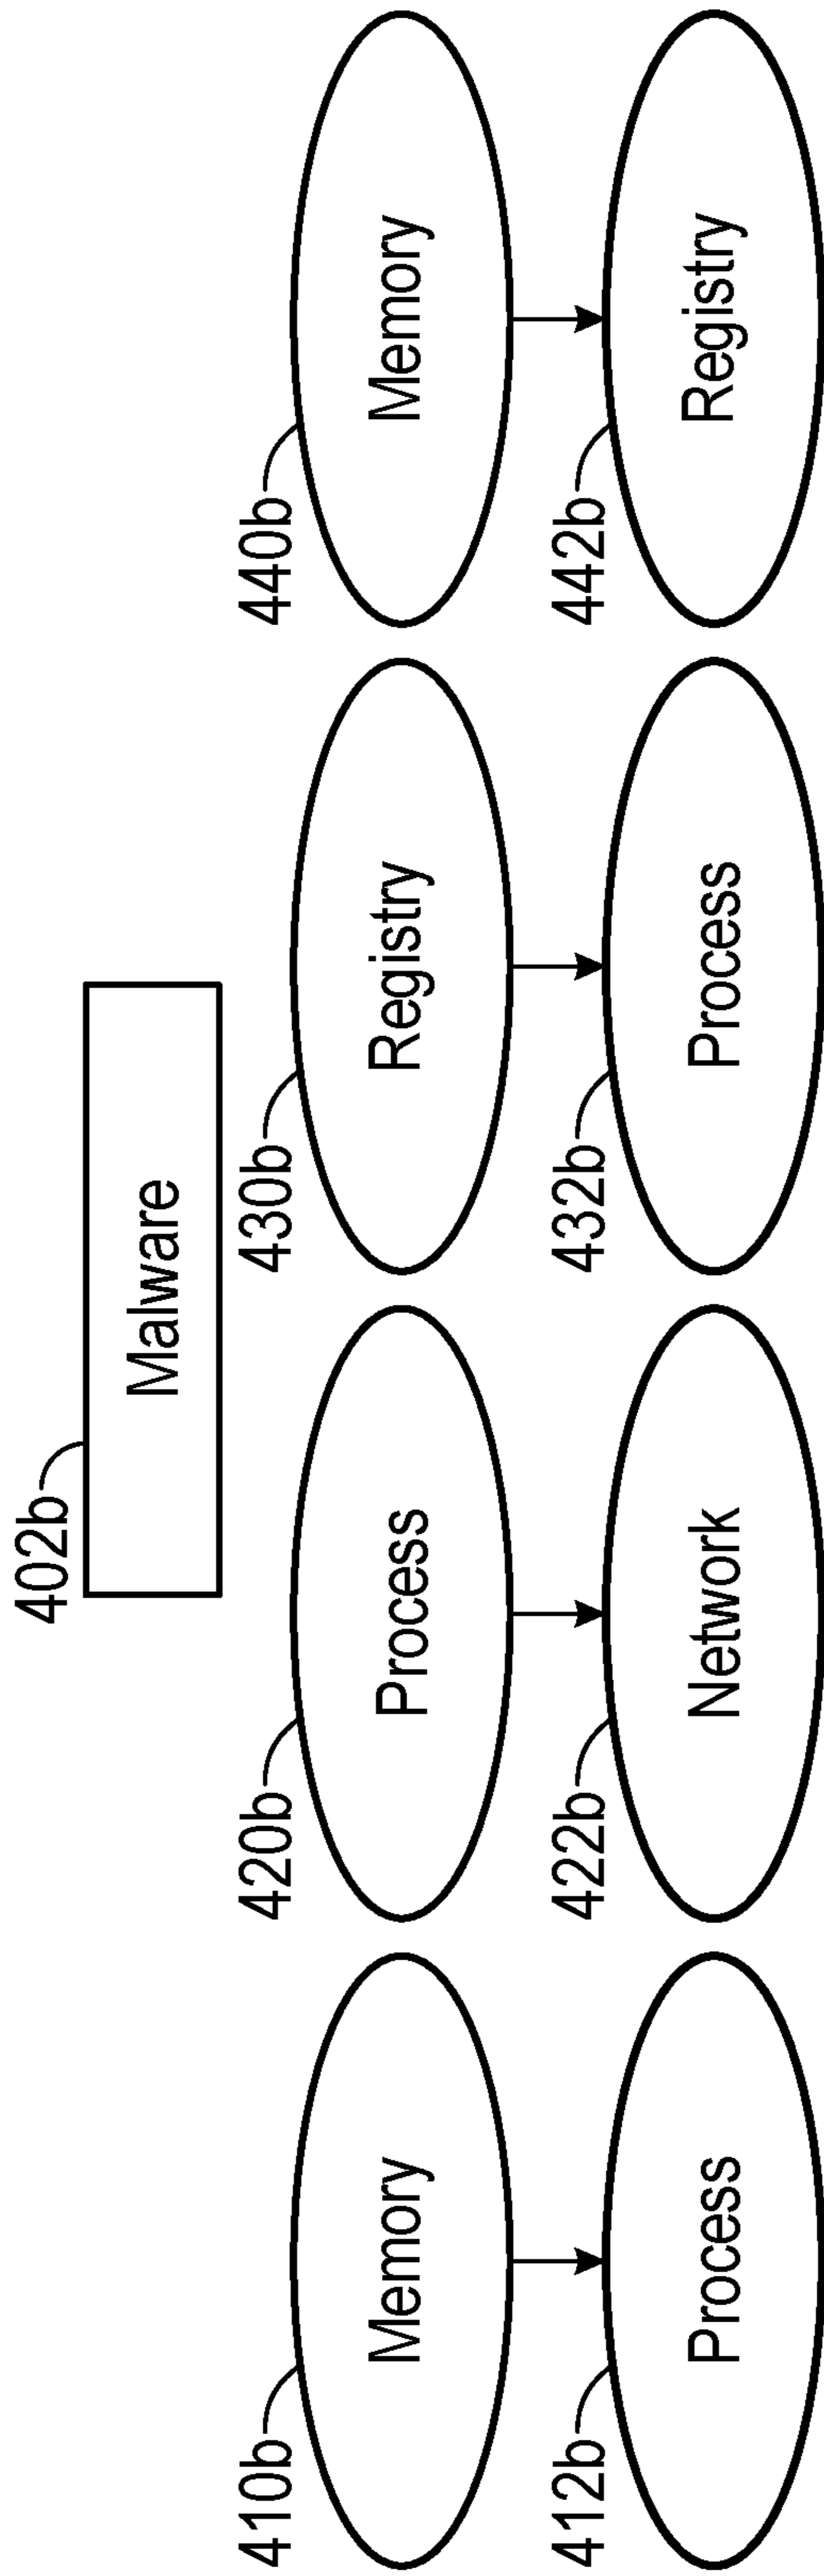 402b
Malware
410b
Memory
420b
Process
430b
Registry
440b
Memory
412b
Process
422b
Network
432b
Process
442b
Registry